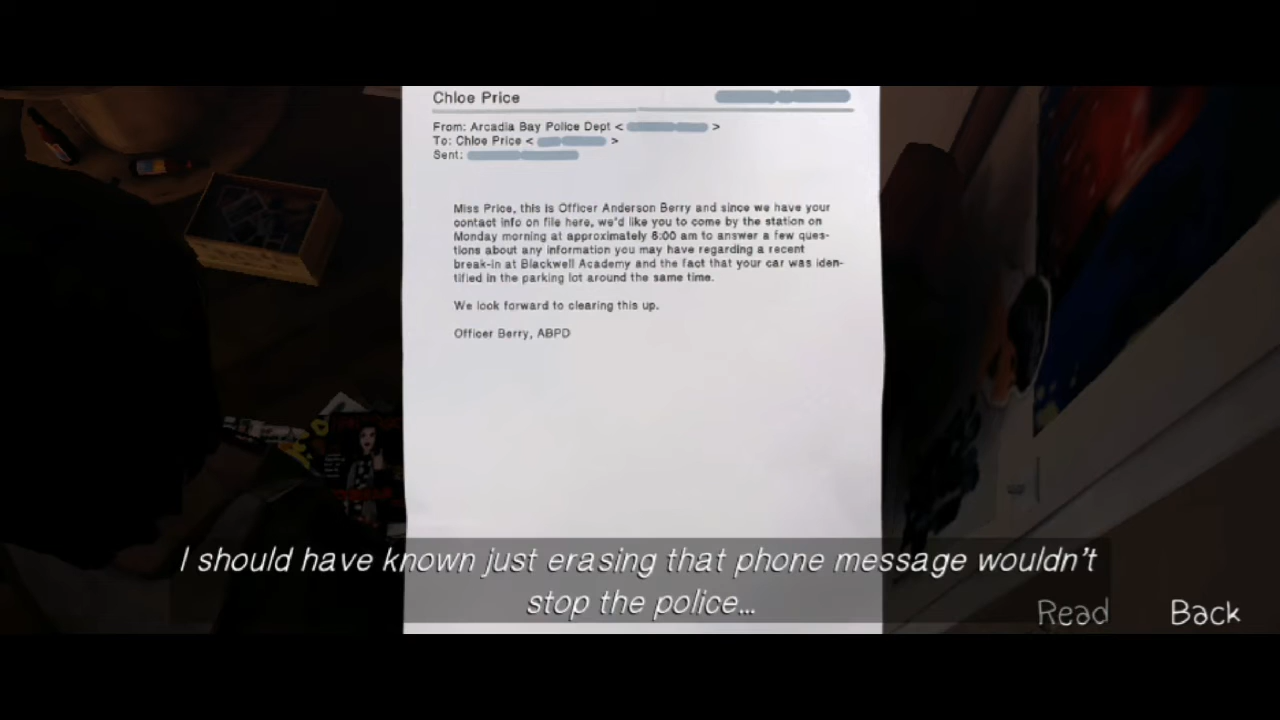 Chloe Price
From: Arcadia Bay Police Dept < >
To: Chloe Price < >
Sent:
Miss Price, this is Officer Anderson Berry and since we have your
contact info on file here, we'd like you to come by the station on
Monday morning at approximately 8:00 am to answer a few ques-
tions about any information you may have regarding a recent
break-in at Blackwell Academy and the fact that your car was iden-
tified in the parking lot around the same time.
We look forward to clearing this up.
Officer Berry, ABPD
I should have known just erasing that phone message wouldn't
stop the police...
Read Back